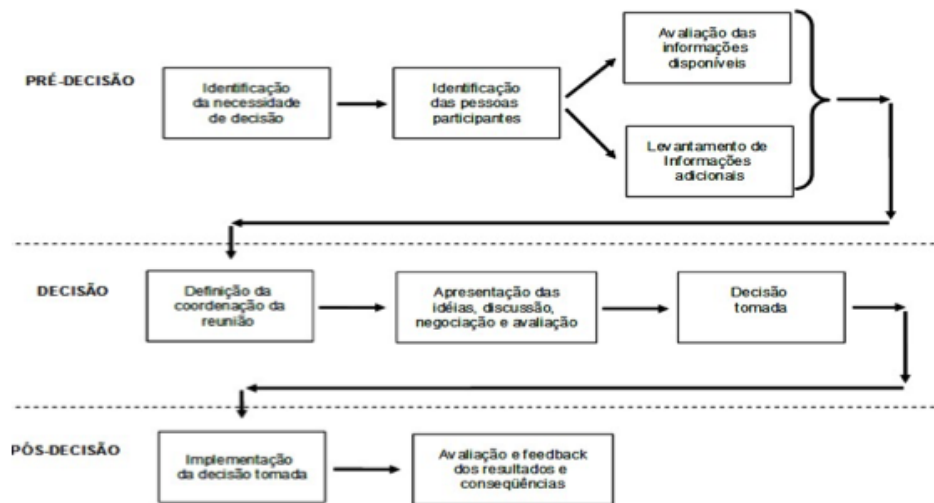 PRÉ-DECISÃO
Identificação
da necessidade
de decisão
Identificação
das pessoas
participantes
Avaliação das
informações
disponíveis
Levantamento de
Informações
adicionais
DECISÃO
Definição da
coordenação da
reunião
Apresentação das
idéias, discussão,
negociação e avaliação
Decisão
tomada
PÓS-DECISÃO
Implementação
da decisão tomada
Avaliação e feedback
dos resultados e
conseqüências